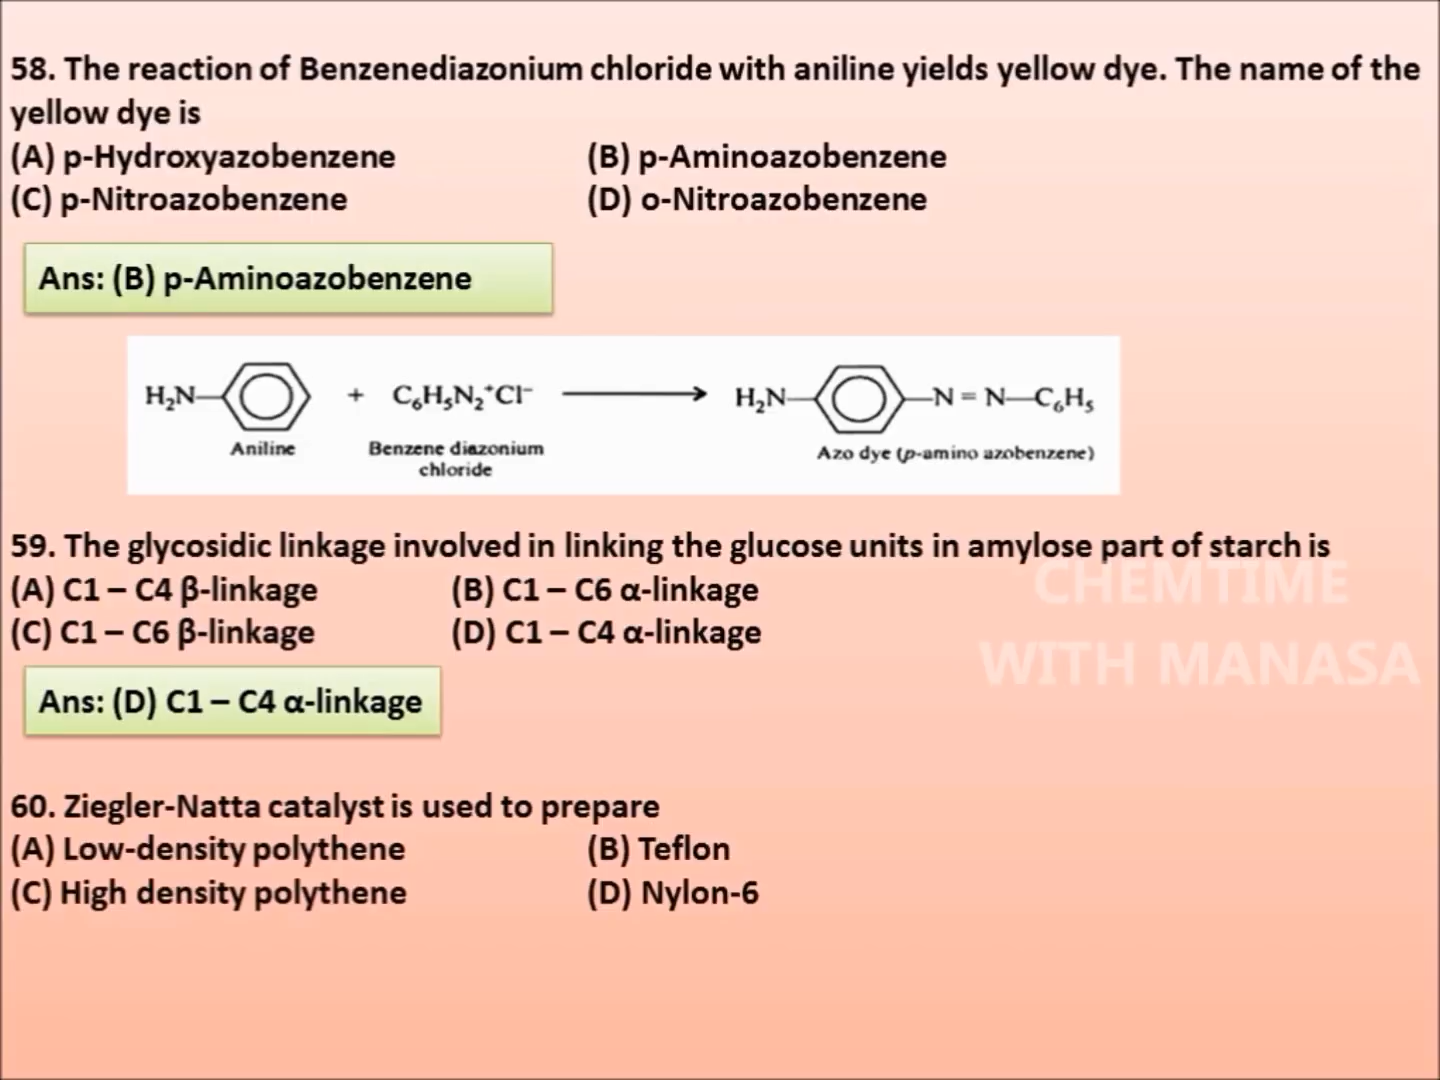 58. The reaction of Benzenediazonium chloride with aniline yields yellow dye. The name of the
yellow dye is
(A) p-Hydroxyazobenzene (B) p-Aminoazobenzene
(C) p-Nitroazobenzene (D) o-Nitroazobenzene
Ans: (B) p-Aminoazobenzene
H₂N— + C₆H₅N₂⁺Cl⁻ H₂N— —N = N—C₆H₅
Aniline Benzene diazonium
chloride Azo dye (p-amino azobenzene)
59. The glycosidic linkage involved in linking the glucose units in amylose part of starch is
(A) C1 – C4 β-linkage (B) C1 – C6 α-linkage
(C) C1 – C6 β-linkage (D) C1 – C4 α-linkage
CHEMTIME
WITH MANASA
Ans: (D) C1 – C4 α-linkage
60. Ziegler-Natta catalyst is used to prepare
(A) Low-density polythene (B) Teflon
(C) High density polythene (D) Nylon-6